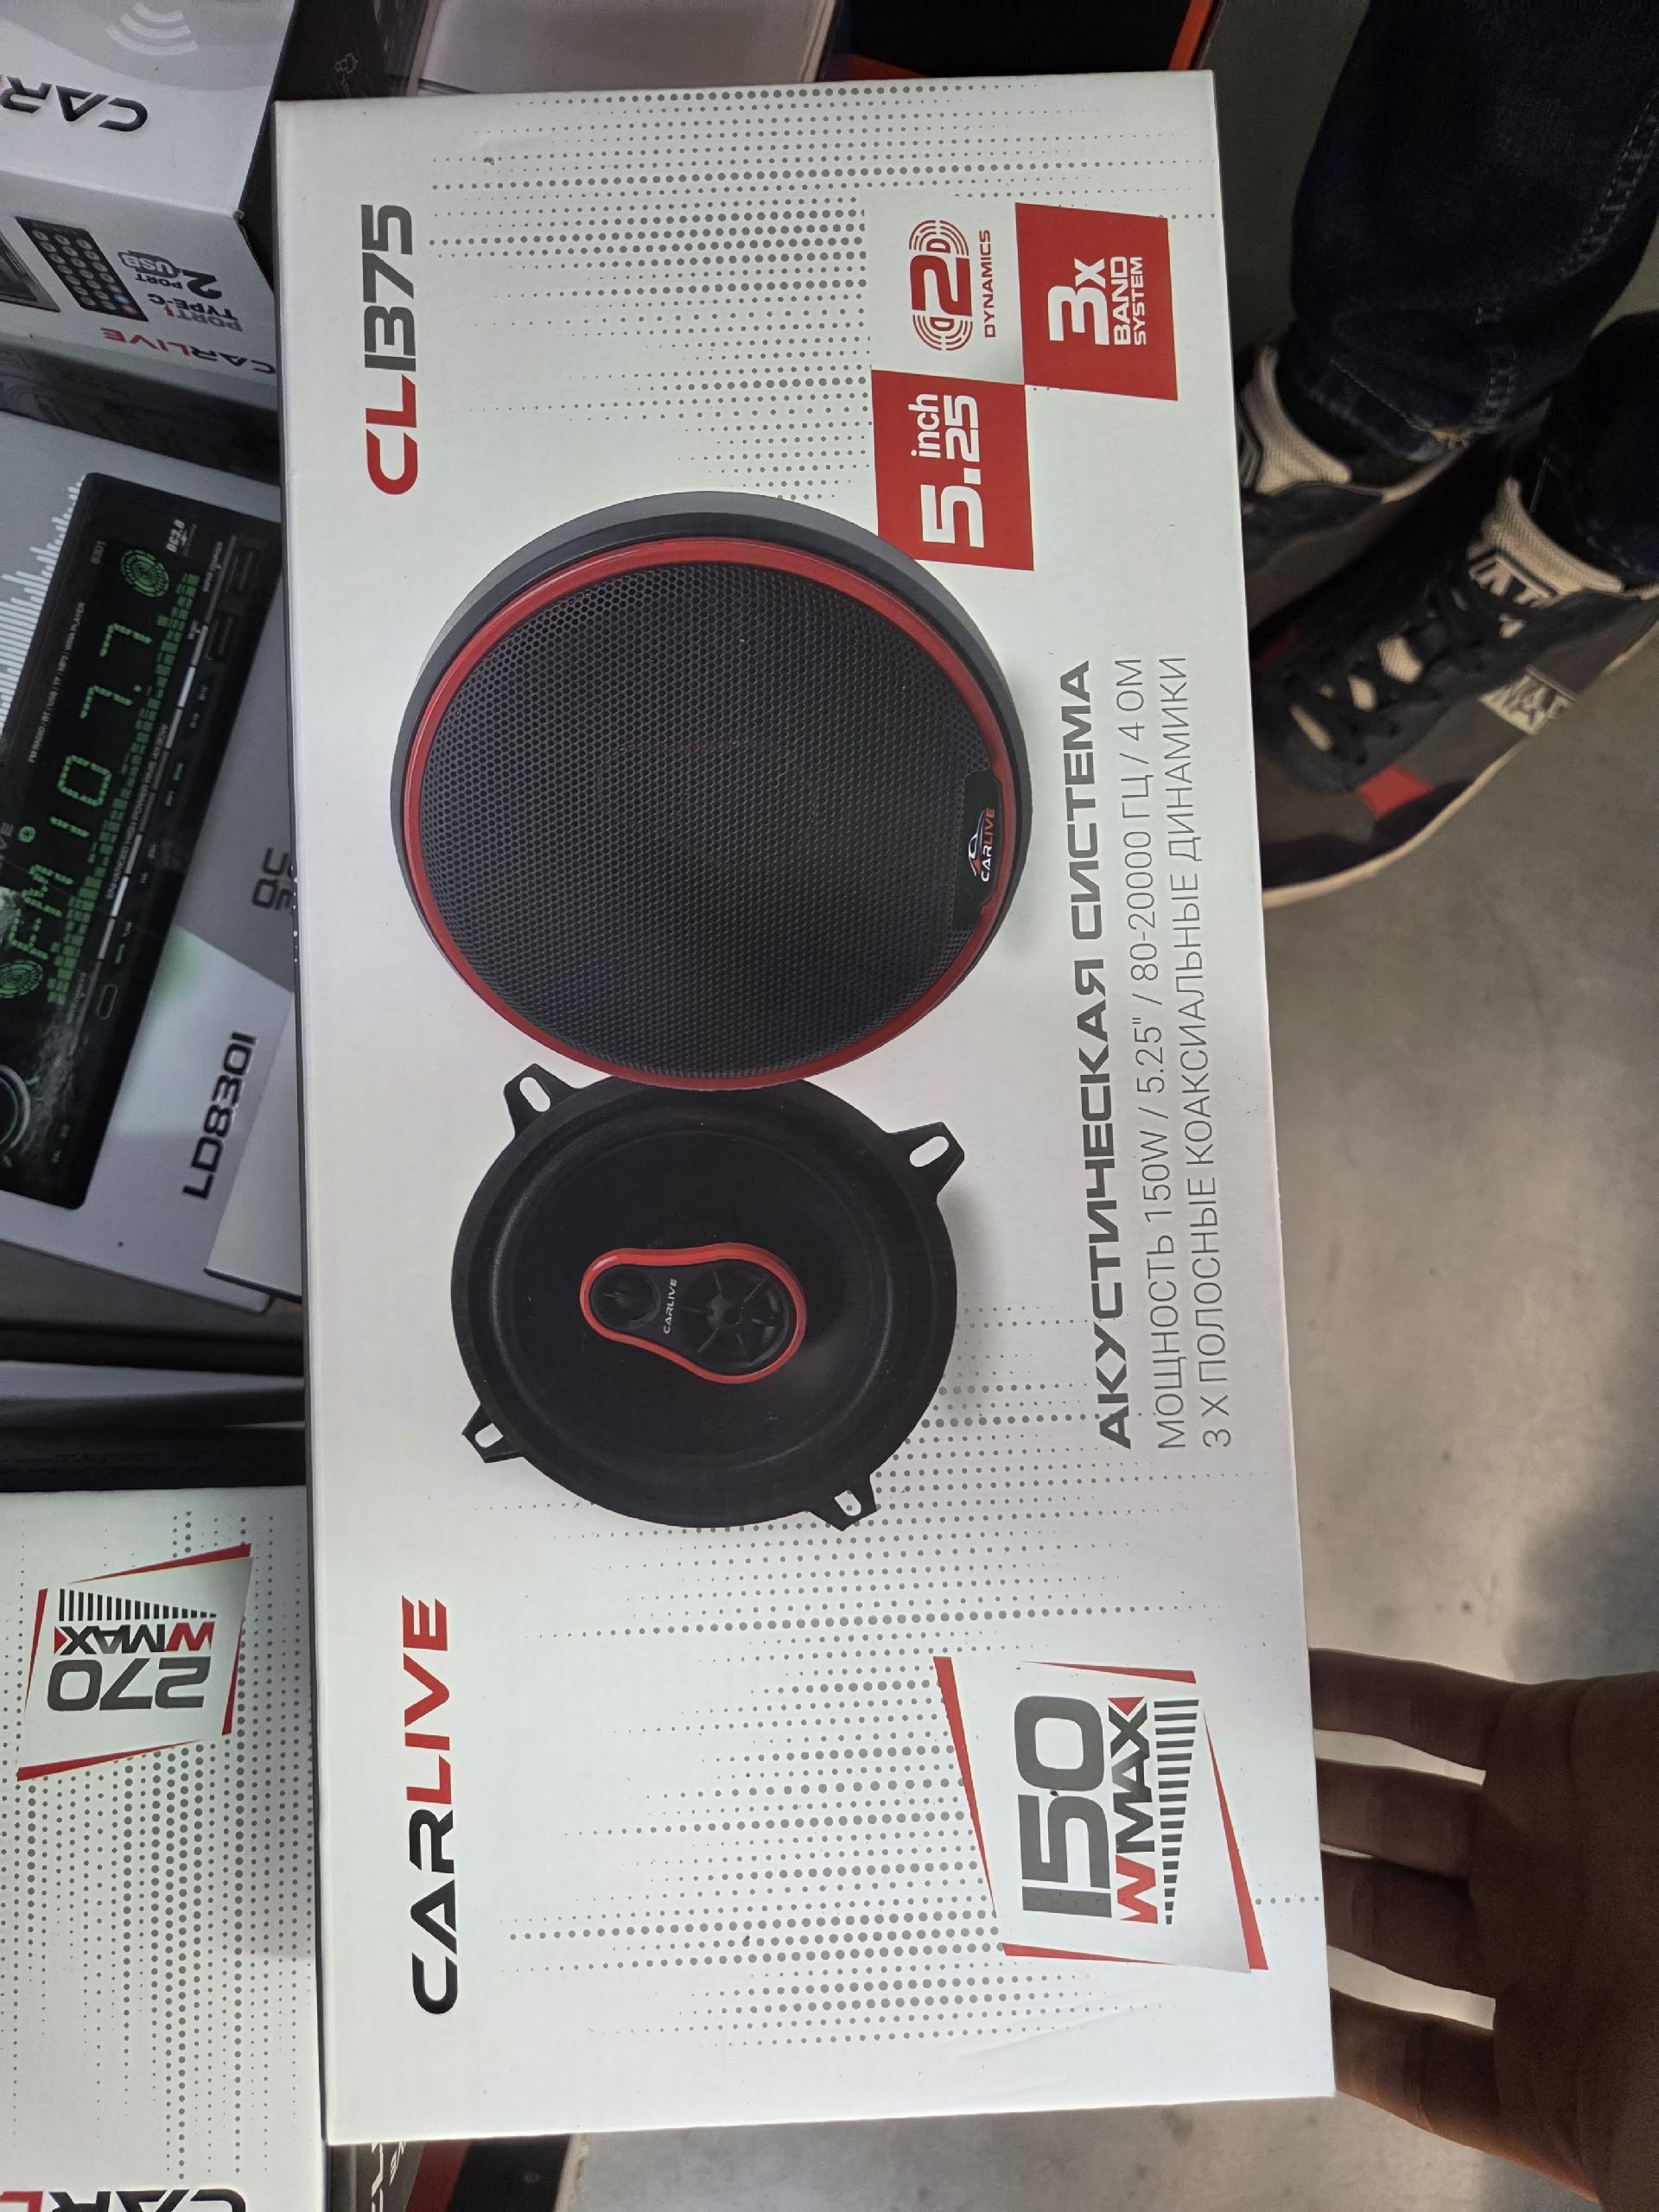 CARLIVE
CL1375
2D
DYNAMICS
5.25 inch
3x
BAND
SYSTEM
CARLIVE
CARLIVE
150
WMAX
АКУСТИЧЕСКАЯ СИСТЕМА
МОЩНОСТЬ 150W / 5.25" / 80-20000 ГЦ / 4 ОМ
3 Х ПОЛОСНЫЕ КОАКСИАЛЬНЫЕ ДИНАМИКИ
270
WMAX
LD8301
FM 107.7
CARLIVE
2
PORT
USB
PORT!
TYPE-C